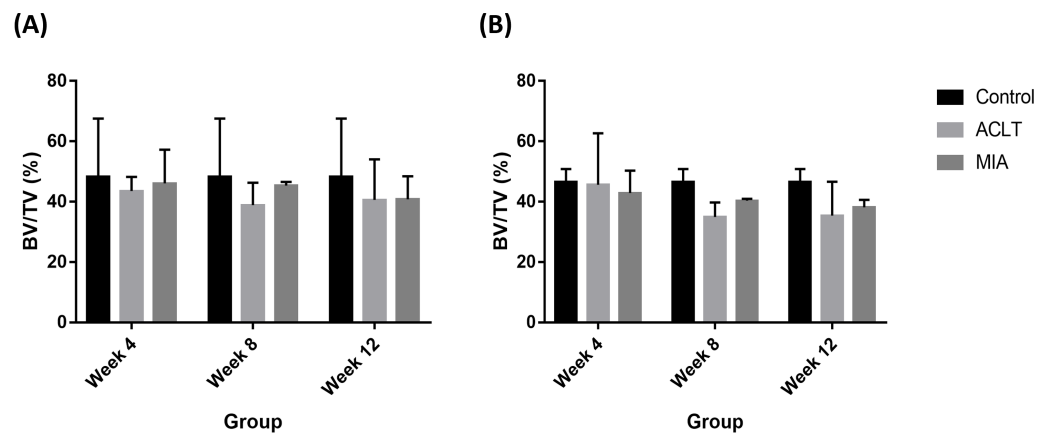 (A)
BV/TV (%)
80
60
40
20
0
Week 4
Week 8
Week 12
Group
(B)
BV/TV (%)
80
60
40
20
0
Week 4
Week 8
Week 12
Group
Control
ACLT
MIA